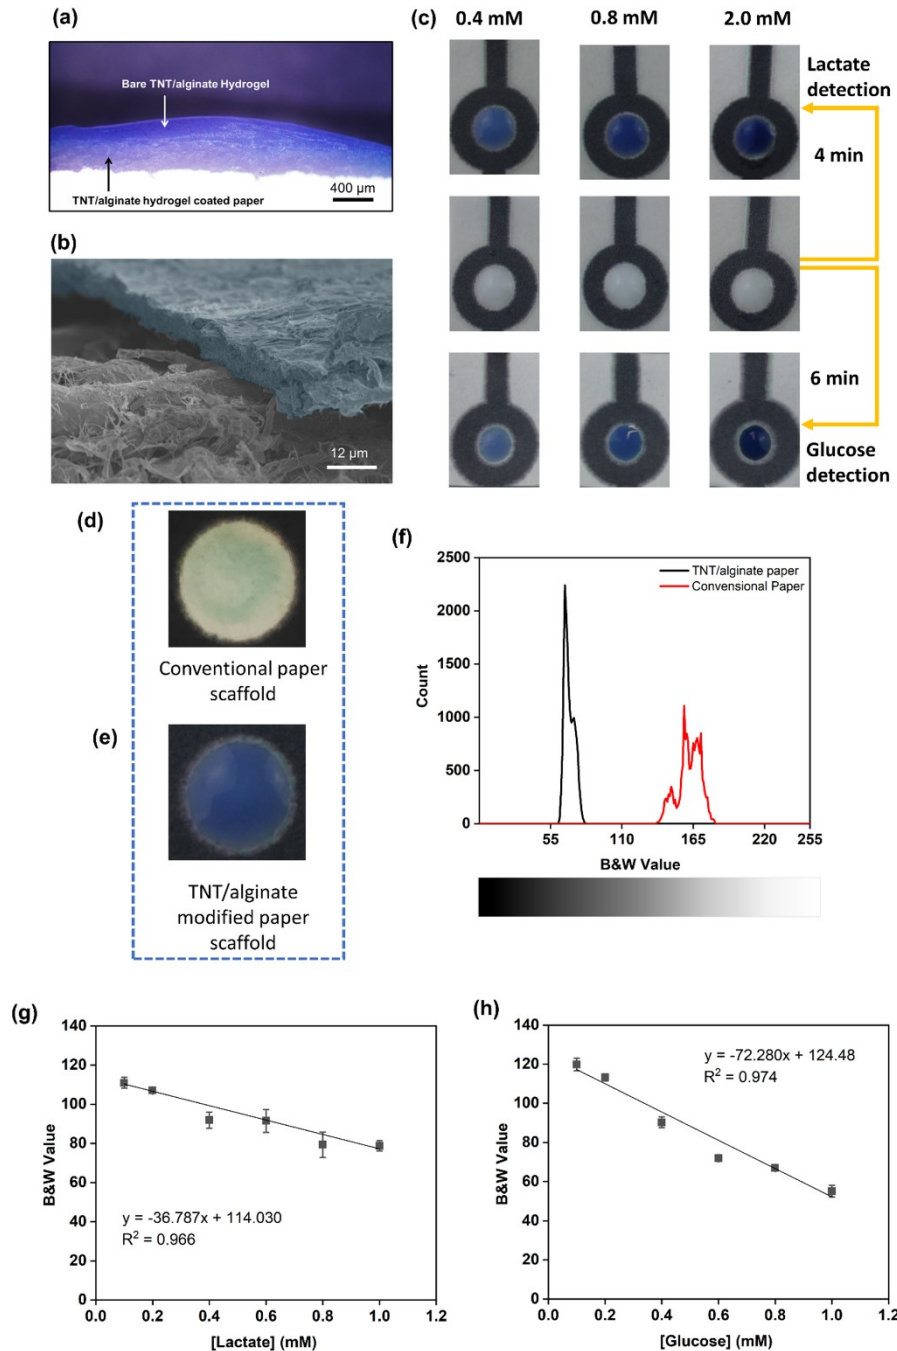 (a)
Bare TNT/alginate Hydrogel
TNT/alginate hydrogel coated paper
400 µm
(b)
12 µm
(c)
0.4 mM
0.8 mM
2.0 mM
Lactate
detection
4 min
6 min
Glucose
detection
(d)
Conventional paper
scaffold
(e)
TNT/alginate
modified paper
scaffold
(f)
2500
2000
1500
1000
500
0
Count
TNT/alginate paper
Convensional Paper
55
110
165
220
255
B&W Value
(g)
140
120
100
80
60
40
20
0
B&W Value
y = -36.787x + 114.030
R² = 0.966
0.0
0.2
0.4
0.6
0.8
1.0
1.2
[Lactate] (mM)
(h)
140
120
100
80
60
40
20
0
B&W Value
y = -72.280x + 124.48
R² = 0.974
0.0
0.2
0.4
0.6
0.8
1.0
1.2
[Glucose] (mM)